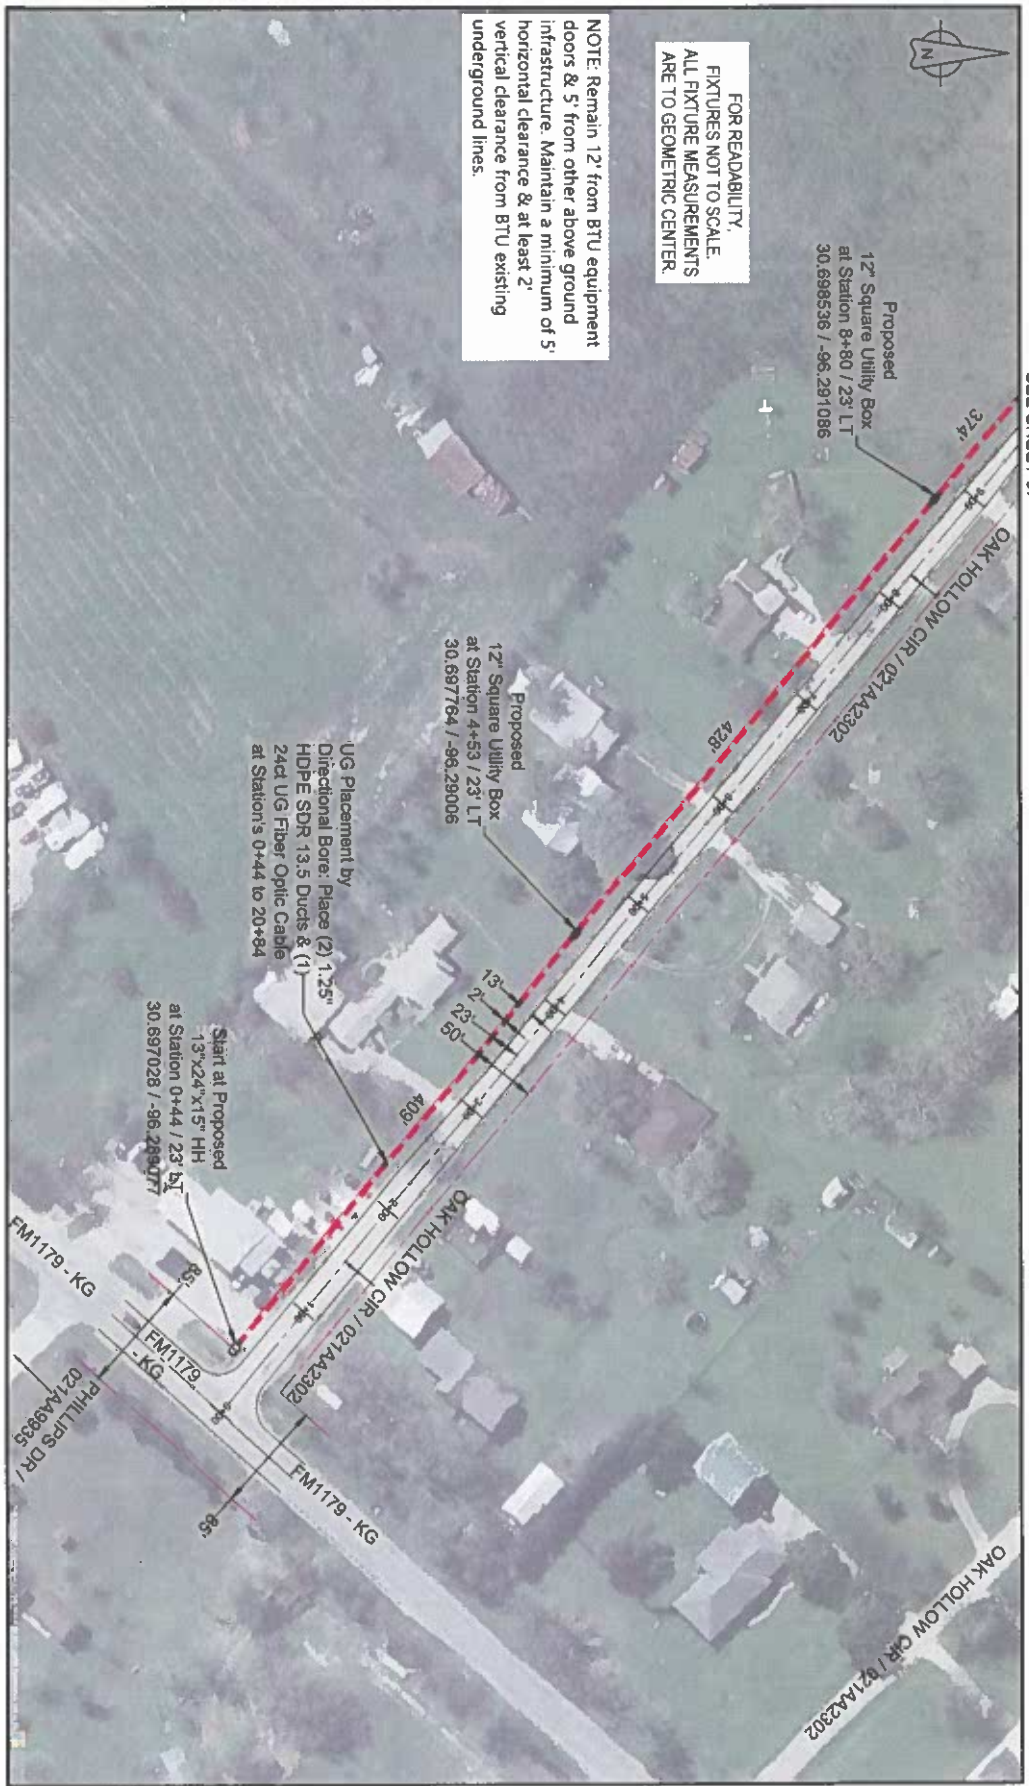 N
FOR READABILITY,
FIXTURES NOT TO SCALE.
ALL FIXTURE MEASUREMENTS
ARE TO GEOMETRIC CENTER.
NOTE: Remain 12' from BTU equipment
doors & 5' from other above ground
infrastructure. Maintain a minimum of 5'
horizontal clearance & at least 2'
vertical clearance from BTU existing
underground lines.
Proposed
12" Square Utility Box
at Station 8+80 / 23' LT
30.698536 / -96.291086
374'
OAK HOLLOW CIR / 021AA2302
428'
Proposed
12" Square Utility Box
at Station 4+53 / 23' LT
30.697764 / -96.29006
13'
2'
23'
50'
UG Placement by
Directional Bore: Place (2) 1.25"
HDPE SDR 13.5 Ducts & (1)
24ct UG Fiber Optic Cable
at Station's 0+44 to 20+84
409'
OAK HOLLOW CIR / 021AA2302
Start at Proposed
13"x24"x15" HH
at Station 0+44 / 23' LT
30.697028 / -96.289077
FM1179 - KG
85'
FM1179
- KG
PHILLIPS DR /
021AA9935
FM1179 - KG
85'
OAK HOLLOW CIR / 021AA2302